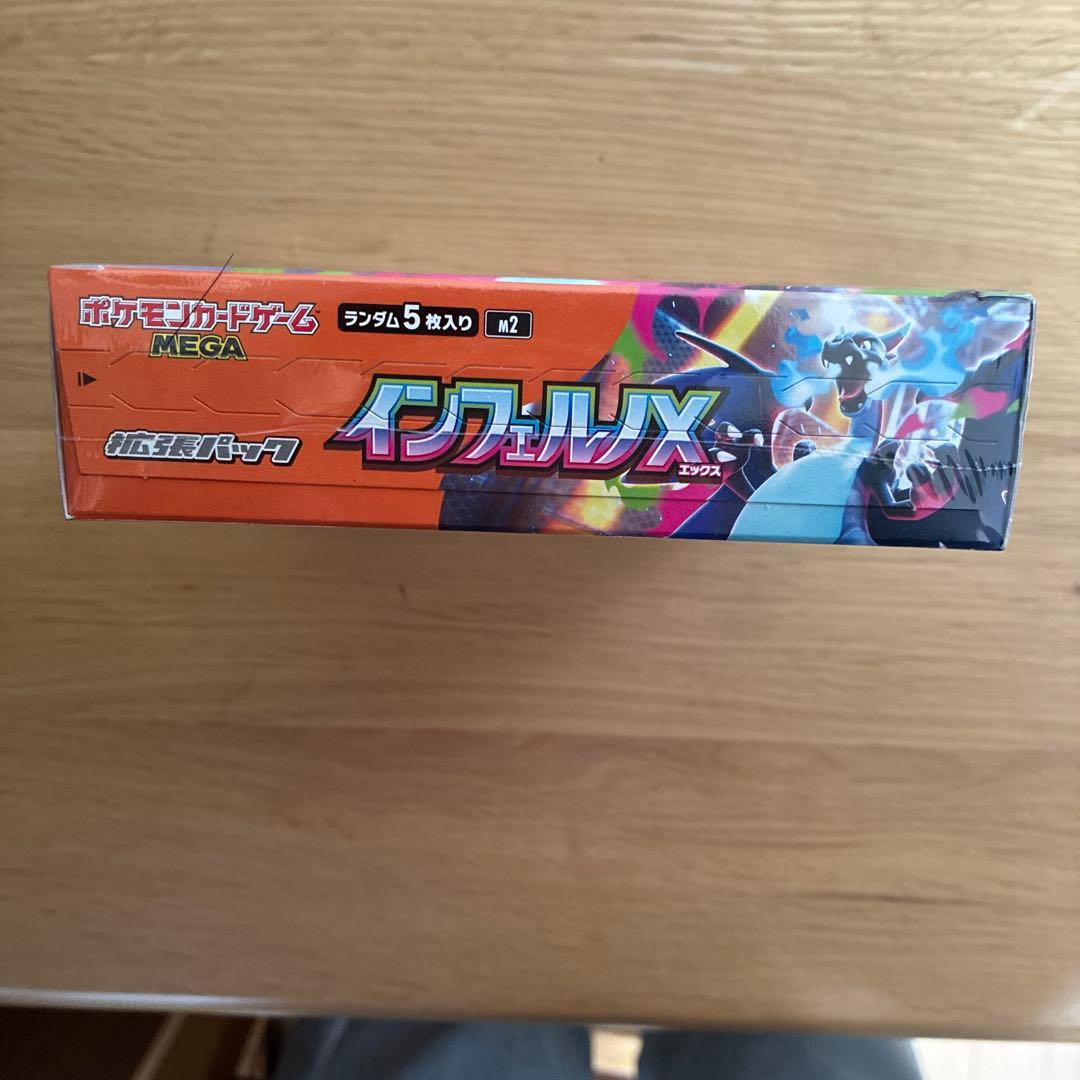 ポケモンカードゲーム
MEGA
ランダム5枚入り
M2
拡張パック
インフェルノX
エックス